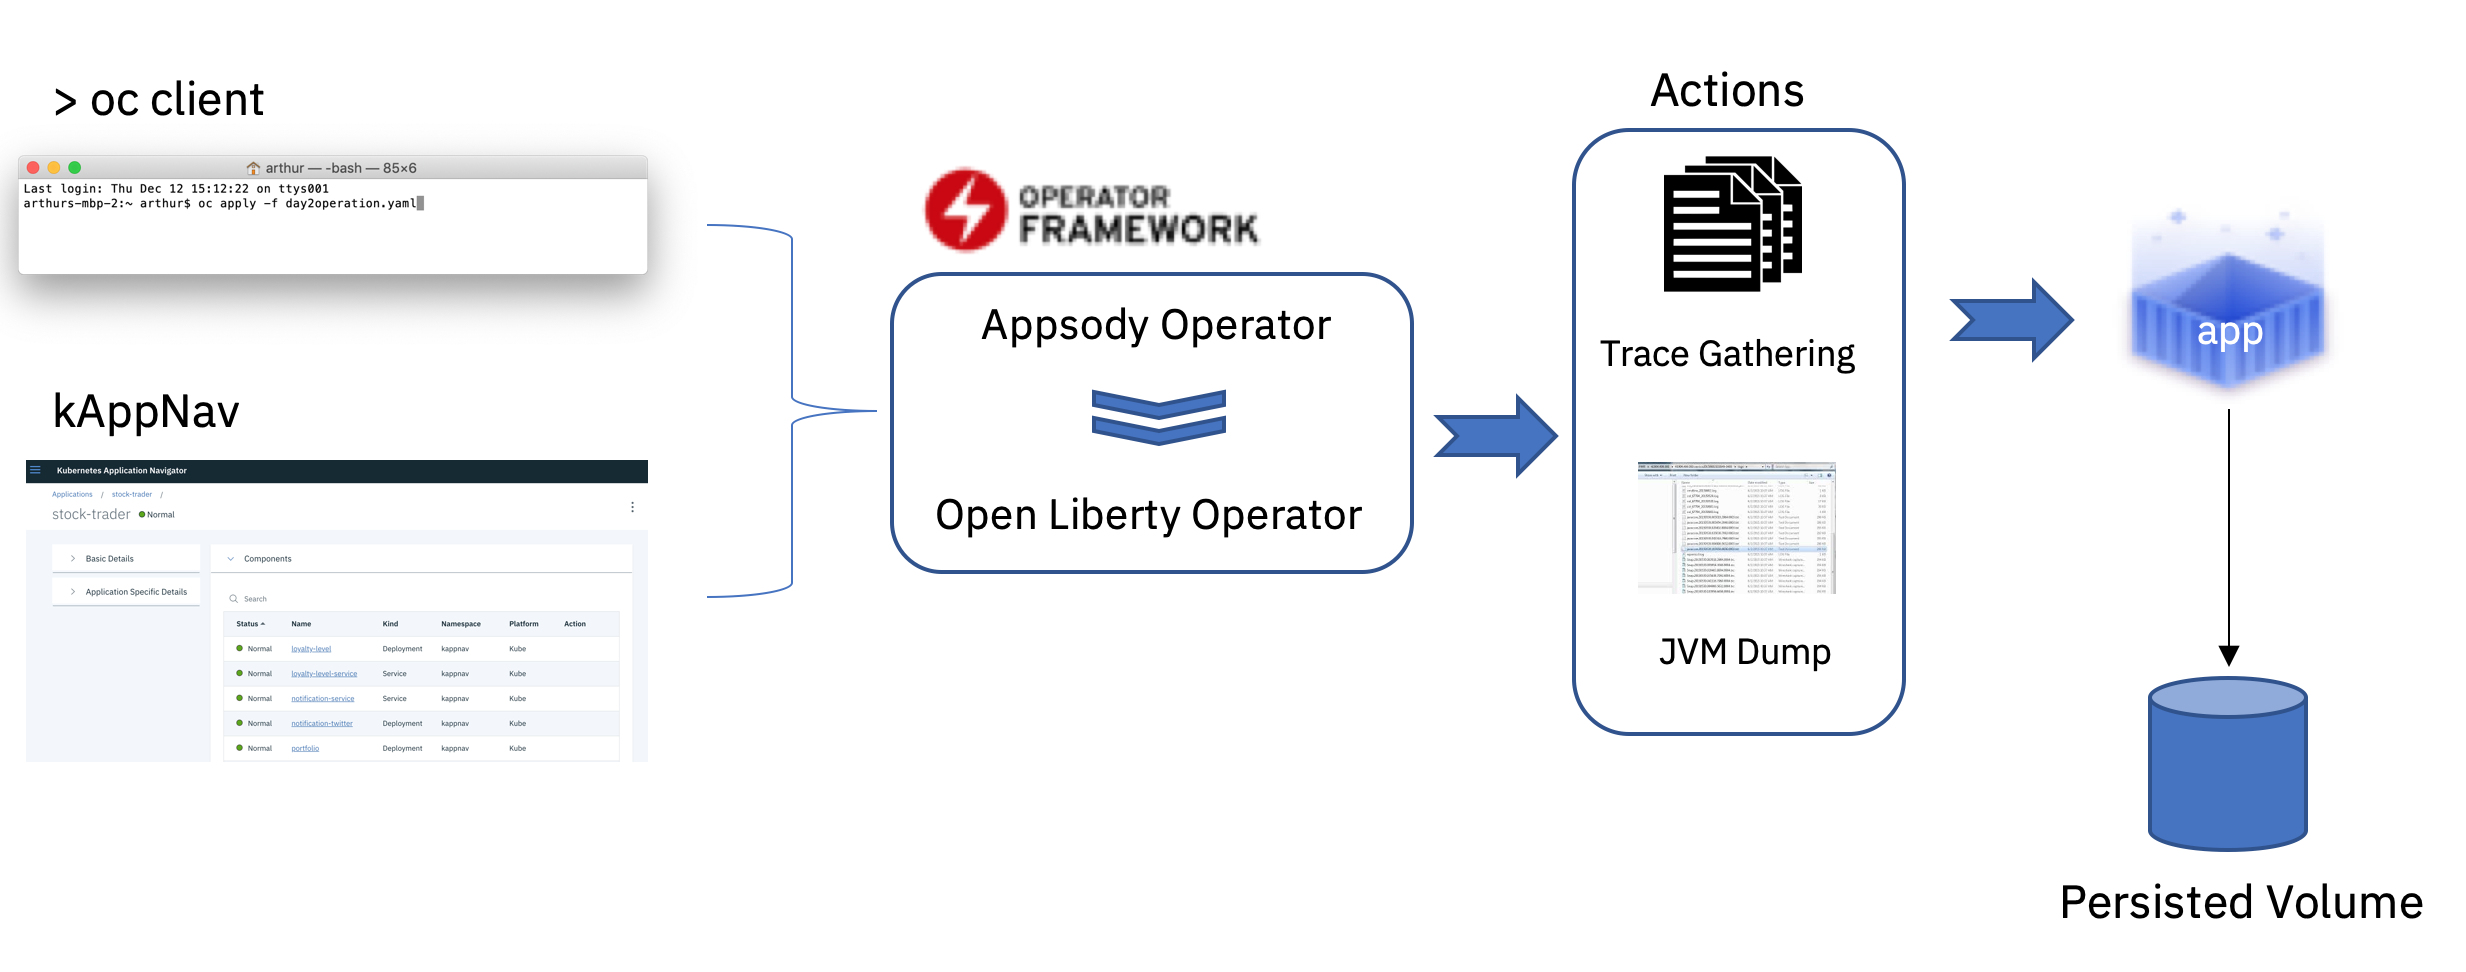 > oc client
arthur — -bash — 85×6
Last login: Thu Dec 12 15:12:22 on ttys001
arthurs-mbp-2:~ arthur$ oc apply -f day2operation.yaml
kAppNav
Kubernetes Application Navigator
Applications / stock-trader /
stock-trader Normal
Basic Details
Application Specific Details
Components
Search
Status Name Kind Namespace Platform Action
Normal loyalty-level Deployment kappnav Kube
Normal loyalty-level-service Service kappnav Kube
Normal notification-service Service kappnav Kube
Normal notification-twitter Deployment kappnav Kube
Normal portfolio Deployment kappnav Kube
OPERATOR
FRAMEWORK
Appsody Operator
Open Liberty Operator
Actions
Trace Gathering
JVM Dump
app
Persisted Volume